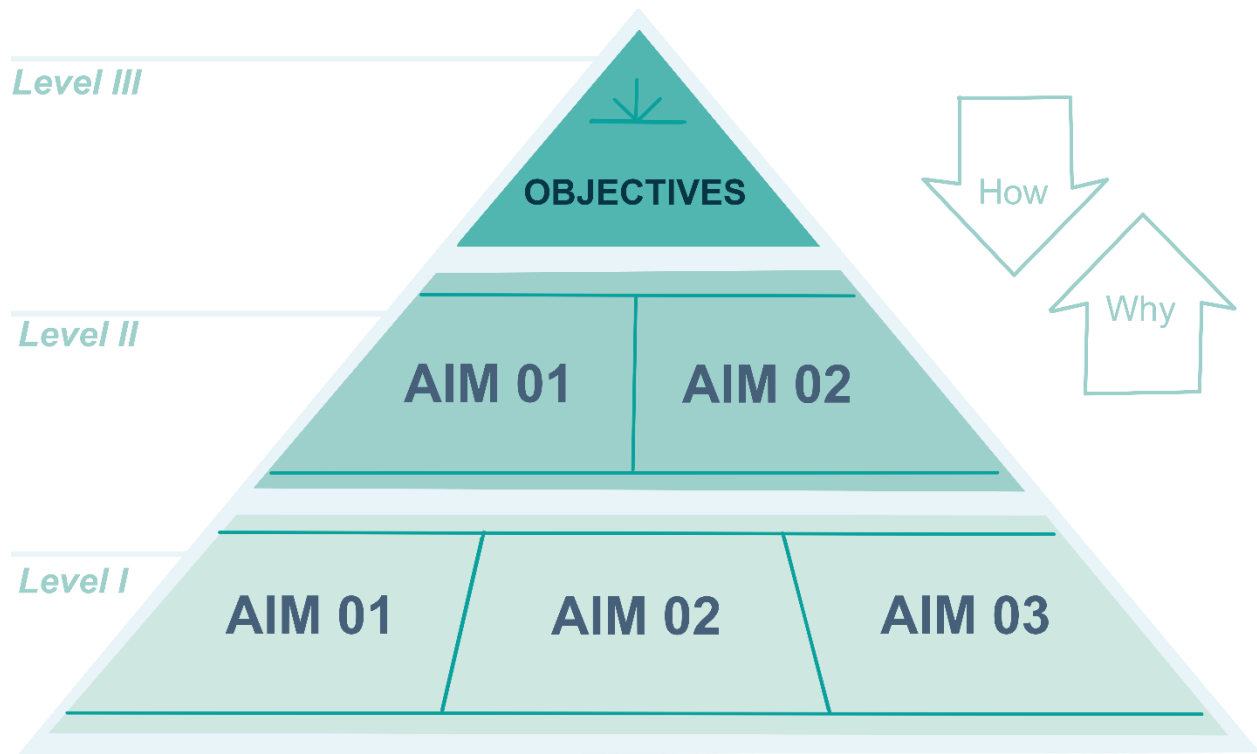 Level III
OBJECTIVES
How
Why
Level II
AIM 01
AIM 02
Level I
AIM 01
AIM 02
AIM 03